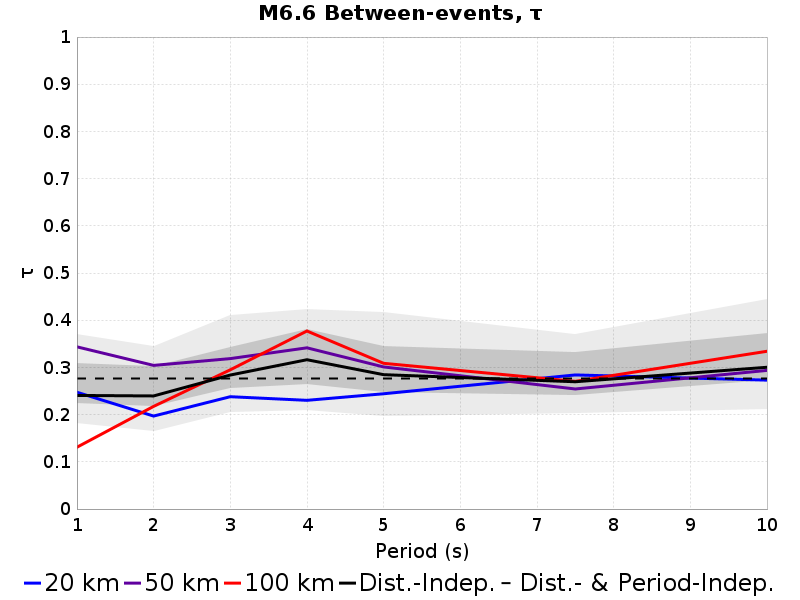 M6.6 Between-events, τ
1
0.9
0.8
0.7
0.6
0.5
0.4
0.3
0.2
0.1
0
τ
1 2 3 4 5 6 7 8 9 10
Period (s)
20 km 50 km 100 km Dist.-Indep. Dist.- & Period-Indep.